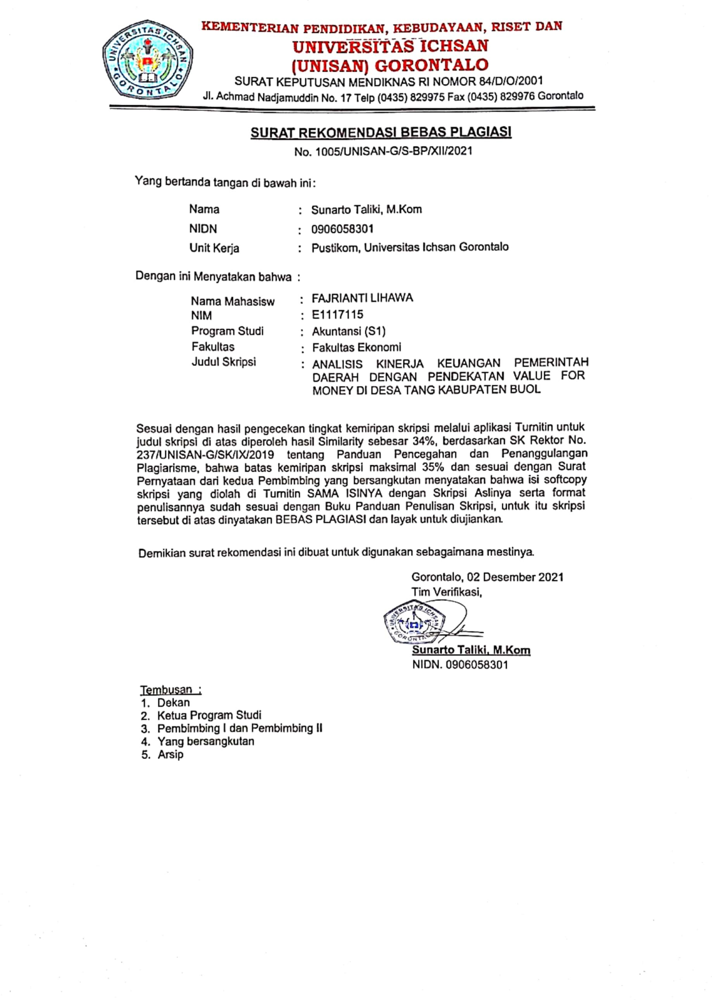 KEMENTERIAN PENDIDIKAN, KEBUDAYAAN, RISET DAN
UNIVERSITAS ICHSAN
(UNISAN) GORONTALO
SURAT KEPUTUSAN MENDIKNAS RI NOMOR 84/D/O/2001
Jl. Achmad Nadjamuddin No. 17 Telp (0435) 829975 Fax (0435) 829976 Gorontalo
UNIVERSITAS ICHSAN
GORONTALO
SURAT REKOMENDASI BEBAS PLAGIASI
No. 1005/UNISAN-G/S-BP/XII/2021
Yang bertanda tangan di bawah ini :
Nama : Sunarto Taliki, M.Kom
NIDN : 0906058301
Unit Kerja : Pustikom, Universitas Ichsan Gorontalo
Dengan ini Menyatakan bahwa :
Nama Mahasisw : FAJRIANTI LIHAWA
NIM : E1117115
Program Studi : Akuntansi (S1)
Fakultas : Fakultas Ekonomi
Judul Skripsi : ANALISIS KINERJA KEUANGAN PEMERINTAH
DAERAH DENGAN PENDEKATAN VALUE FOR
MONEY DI DESA TANG KABUPATEN BUOL
Sesuai dengan hasil pengecekan tingkat kemiripan skripsi melalui aplikasi Turnitin untuk
judul skripsi di atas diperoleh hasil Similarity sebesar 34%, berdasarkan SK Rektor No.
237/UNISAN-G/SK/IX/2019 tentang Panduan Pencegahan dan Penanggulangan
Plagiarisme, bahwa batas kemiripan skripsi maksimal 35% dan sesuai dengan Surat
Pernyataan dari kedua Pembimbing yang bersangkutan menyatakan bahwa isi softcopy
skripsi yang diolah di Turnitin SAMA ISINYA dengan Skripsi Aslinya serta format
penulisannya sudah sesuai dengan Buku Panduan Penulisan Skripsi, untuk itu skripsi
tersebut di atas dinyatakan BEBAS PLAGIASI dan layak untuk diujiankan.
Demikian surat rekomendasi ini dibuat untuk digunakan sebagaimana mestinya.
Gorontalo, 02 Desember 2021
Tim Verifikasi,
UNIVERSITAS ICHSAN
GORONTALO
Sunarto Taliki, M.Kom
NIDN. 0906058301
Tembusan :
1. Dekan
2. Ketua Program Studi
3. Pembimbing I dan Pembimbing II
4. Yang bersangkutan
5. Arsip